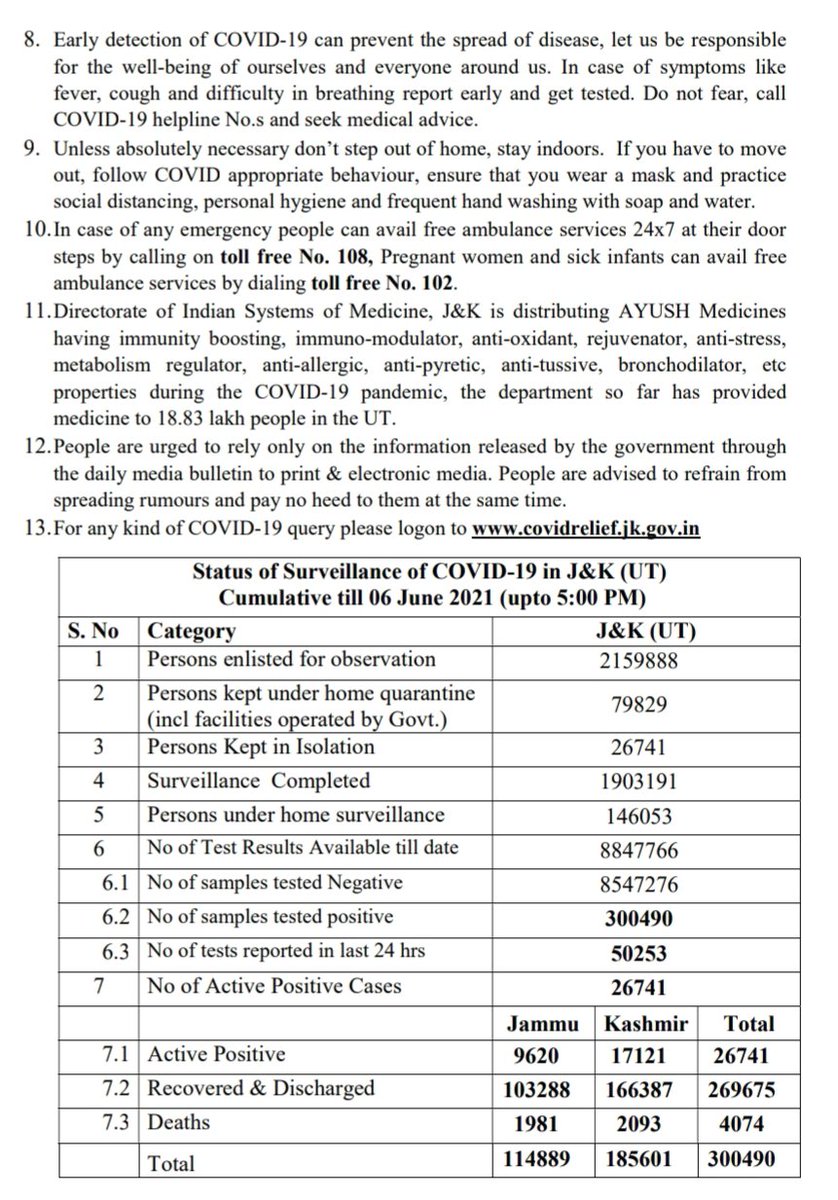 8. Early detection of COVID-19 can prevent the spread of disease, let us be responsible
for the well-being of ourselves and everyone around us. In case of symptoms like
fever, cough and difficulty in breathing report early and get tested. Do not fear, call
COVID-19 helpline No.s and seek medical advice.
9. Unless absolutely necessary don’t step out of home, stay indoors. If you have to move
out, follow COVID appropriate behaviour, ensure that you wear a mask and practice
social distancing, personal hygiene and frequent hand washing with soap and water.
10. In case of any emergency people can avail free ambulance services 24x7 at their door
steps by calling on toll free No. 108, Pregnant women and sick infants can avail free
ambulance services by dialing toll free No. 102.
11. Directorate of Indian Systems of Medicine, J&K is distributing AYUSH Medicines
having immunity boosting, immuno-modulator, anti-oxidant, rejuvenator, anti-stress,
metabolism regulator, anti-allergic, anti-pyretic, anti-tussive, bronchodilator, etc
properties during the COVID-19 pandemic, the department so far has provided
medicine to 18.83 lakh people in the UT.
12. People are urged to rely only on the information released by the government through
the daily media bulletin to print & electronic media. People are advised to refrain from
spreading rumours and pay no heed to them at the same time.
13. For any kind of COVID-19 query please logon to www.covidrelief.jk.gov.in
Status of Surveillance of COVID-19 in J&K (UT)
Cumulative till 06 June 2021 (upto 5:00 PM)
S. No Category J&K (UT)
1 Persons enlisted for observation 2159888
2 Persons kept under home quarantine
(incl facilities operated by Govt.) 79829
3 Persons Kept in Isolation 26741
4 Surveillance Completed 1903191
5 Persons under home surveillance 146053
6 No of Test Results Available till date 8847766
6.1 No of samples tested Negative 8547276
6.2 No of samples tested positive 300490
6.3 No of tests reported in last 24 hrs 50253
7 No of Active Positive Cases 26741
Jammu Kashmir Total
7.1 Active Positive 9620 17121 26741
7.2 Recovered & Discharged 103288 166387 269675
7.3 Deaths 1981 2093 4074
Total 114889 185601 300490